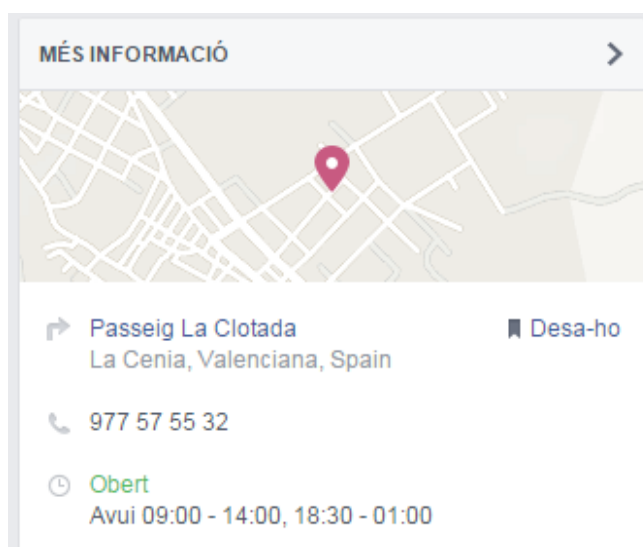 MÉS INFORMACIÓ
Passeig La Clotada
Desa-ho
La Cenia, Valenciana, Spain
977 57 55 32
Obert
Avui 09:00 - 14:00, 18:30 - 01:00